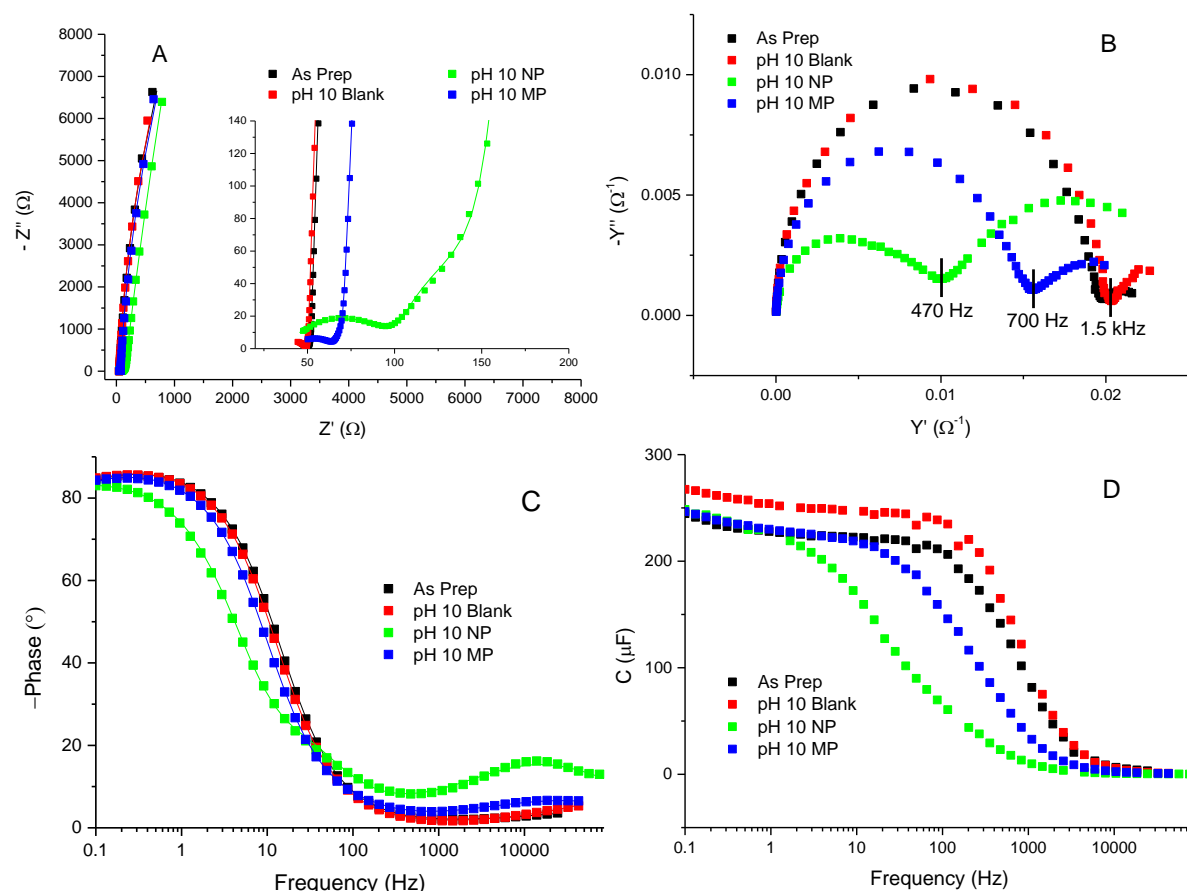 A
As Prep
pH 10 Blank
pH 10 NP
pH 10 MP
- Z'' (Ω)
8000
7000
6000
5000
4000
3000
2000
1000
0
140
120
100
80
60
40
20
0
50 100 150 200
0 1000 2000 3000 4000 5000 6000 7000 8000
Z' (Ω)
B
As Prep
pH 10 Blank
pH 10 NP
pH 10 MP
-Y'' (Ω⁻¹)
0.010
0.005
0.000
470 Hz
700 Hz
1.5 kHz
0.00 0.01 0.02
Y' (Ω⁻¹)
C
As Prep
pH 10 Blank
pH 10 NP
pH 10 MP
−Phase (°)
80
60
40
20
0
0.1 1 10 100 1000 10000
Frequency (Hz)
D
As Prep
pH 10 Blank
pH 10 NP
pH 10 MP
C (μF)
300
200
100
0
0.1 1 10 100 1000 10000
Frequency (Hz)